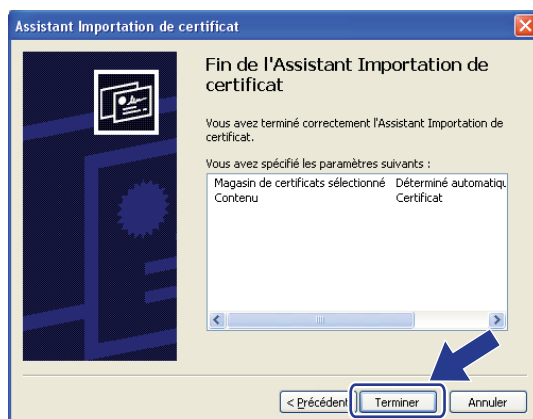 Assistant Importation de certificat
Fin de l'Assistant Importation de
certificat
Vous avez terminé correctement l'Assistant Importation de
certificat.
Vous avez spécifié les paramètres suivants :
Magasin de certificats sélectionné Déterminé automatiqu
Contenu Certificat
< Précédent Terminer Annuler